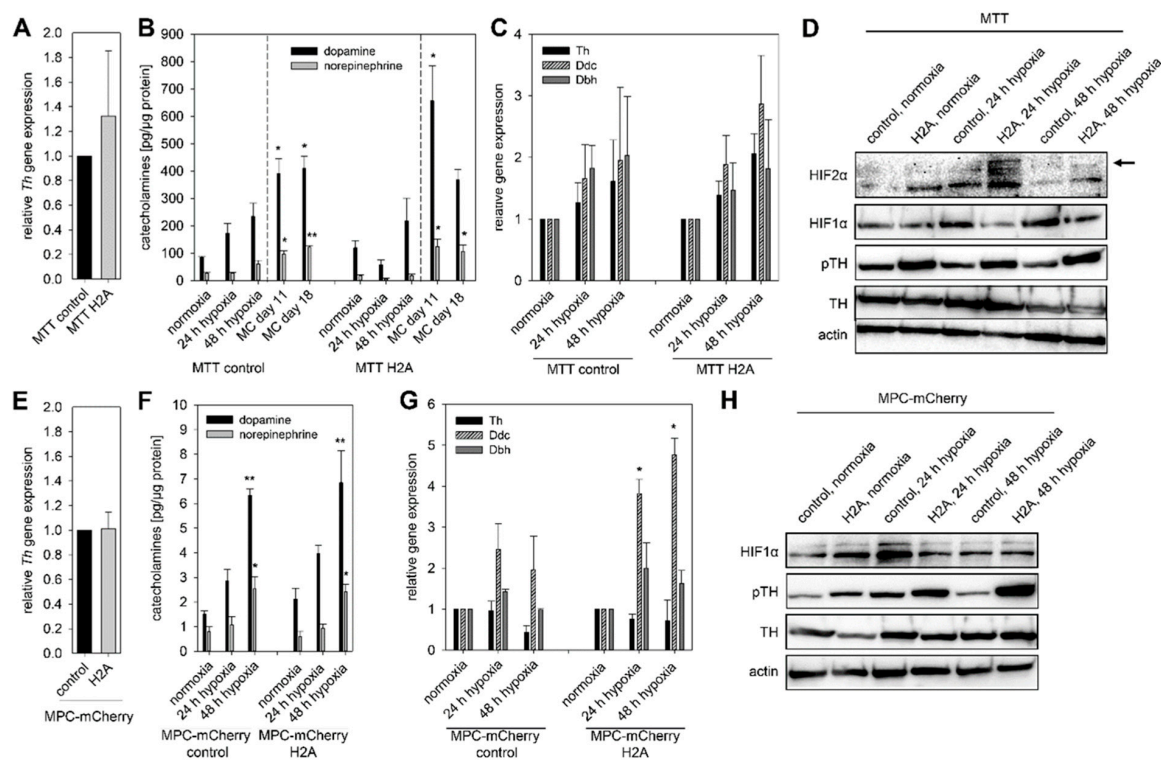 A
relative Th gene expression
2.0
1.8
1.6
1.4
1.2
1.0
0.8
0.6
0.4
0.2
0.0
MTT control
MTT H2A
B
catecholamines [pg/µg protein]
900
800
700
600
500
400
300
200
100
0
dopamine
norepinephrine
*
*
*
**
*
*
*
normoxia
24 h hypoxia
48 h hypoxia
MC day 11
MC day 18
normoxia
24 h hypoxia
48 h hypoxia
MC day 11
MC day 18
MTT control
MTT H2A
C
relative gene expression
4
3
2
1
0
Th
Ddc
Dbh
normoxia
24 h hypoxia
48 h hypoxia
normoxia
24 h hypoxia
48 h hypoxia
MTT control
MTT H2A
D
MTT
control, normoxia
H2A, normoxia
control, 24 h hypoxia
H2A, 24 h hypoxia
control, 48 h hypoxia
H2A, 48 h hypoxia
HIF2α
HIF1α
pTH
TH
actin
E
relative Th gene expression
2.0
1.8
1.6
1.4
1.2
1.0
0.8
0.6
0.4
0.2
0.0
control
H2A
MPC-mCherry
F
catecholamines [pg/µg protein]
10
9
8
7
6
5
4
3
2
1
0
dopamine
norepinephrine
**
*
**
*
normoxia
24 h hypoxia
48 h hypoxia
normoxia
24 h hypoxia
48 h hypoxia
MPC-mCherry
control
MPC-mCherry
H2A
G
relative gene expression
6
5
4
3
2
1
0
Th
Ddc
Dbh
*
*
normoxia
24 h hypoxia
48 h hypoxia
normoxia
24 h hypoxia
48 h hypoxia
MPC-mCherry
control
MPC-mCherry
H2A
H
MPC-mCherry
control, normoxia
H2A, normoxia
control, 24 h hypoxia
H2A, 24 h hypoxia
control, 48 h hypoxia
H2A, 48 h hypoxia
HIF1α
pTH
TH
actin